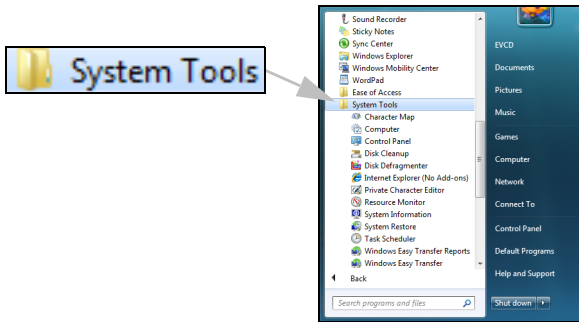 System Tools
Sound Recorder
Sticky Notes
Sync Center
Windows Explorer
Windows Mobility Center
WordPad
Ease of Access
System Tools
Character Map
Computer
Control Panel
Disk Cleanup
Disk Defragmenter
Internet Explorer (No Add-ons)
Private Character Editor
Resource Monitor
System Information
System Restore
Task Scheduler
Windows Easy Transfer Reports
Windows Easy Transfer
Back
Search programs and files
EVCD
Documents
Pictures
Music
Games
Computer
Network
Connect To
Control Panel
Default Programs
Help and Support
Shut down